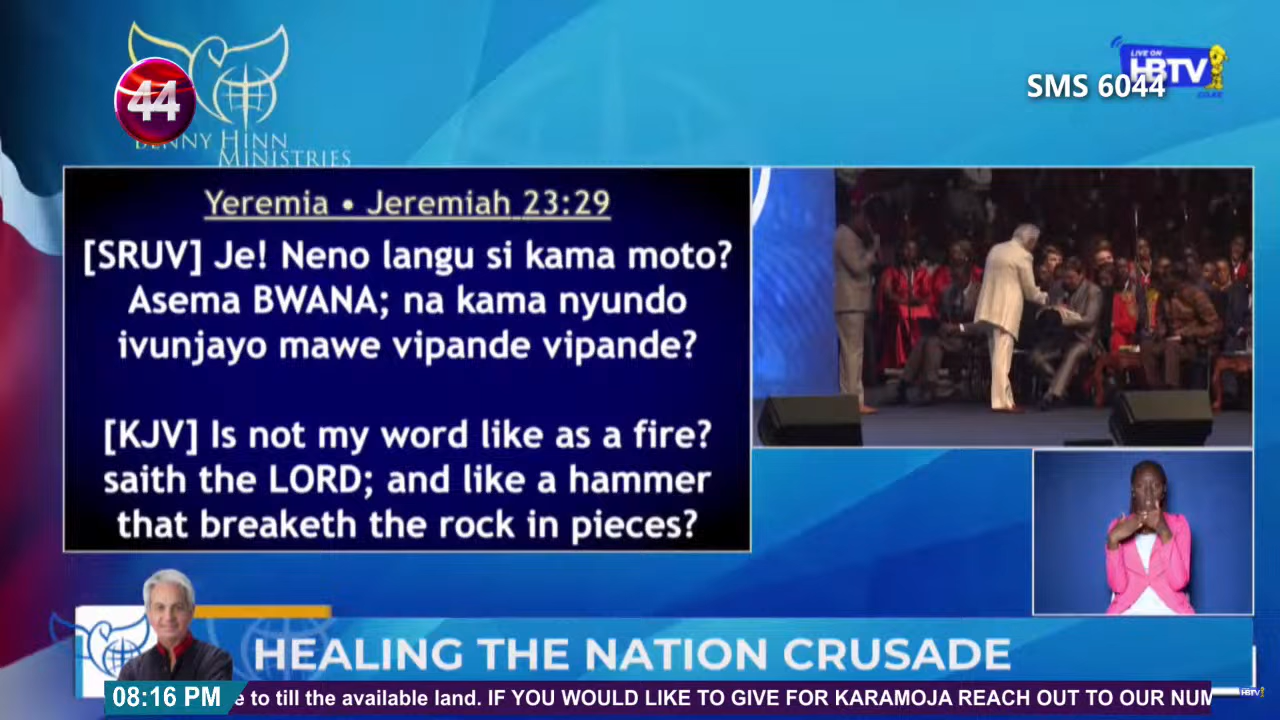 44
BENNY HINN
MINISTRIES
LIVE ON
HBTV
SMS 6044
Yeremia • Jeremiah 23:29
[SRUV] Je! Neno langu si kama moto?
Asema BWANA; na kama nyundo
ivunjayo mawe vipande vipande?
[KJV] Is not my word like as a fire?
saith the LORD; and like a hammer
that breaketh the rock in pieces?
HEALING THE NATION CRUSADE
08:16 PM
e to till the available land. IF YOU WOULD LIKE TO GIVE FOR KARAMOJA REACH OUT TO OUR NUM
HBTV